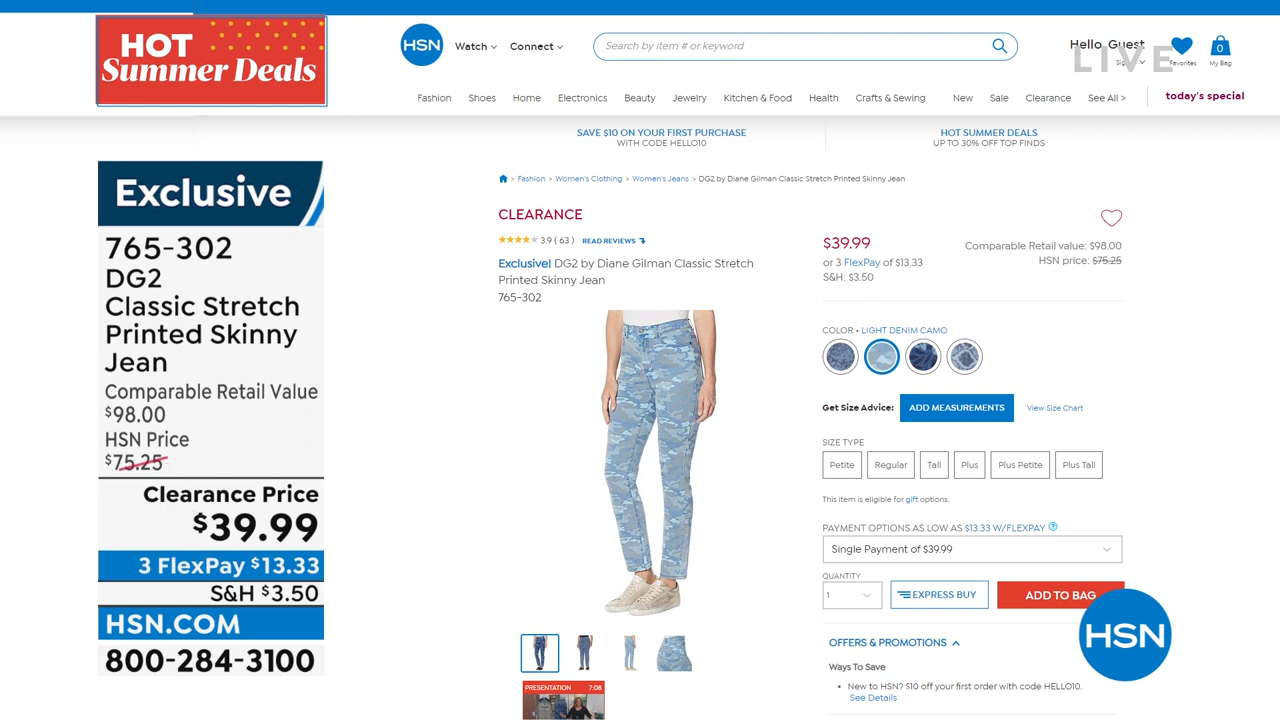 HOT
Summer Deals
HSN
Watch
Connect
Search by item # or keyword
Hello, Guest
LIVE
Favorites
0
My Bag
Fashion
Shoes
Home
Electronics
Beauty
Jewelry
Kitchen & Food
Health
Crafts & Sewing
New
Sale
Clearance
See All >
today's special
SAVE $10 ON YOUR FIRST PURCHASE
WITH CODE HELLO10
HOT SUMMER DEALS
UP TO 30% OFF TOP FINDS
Exclusive
765-302
DG2
Classic Stretch
Printed Skinny
Jean
Comparable Retail Value
$98.00
HSN Price
$75.25
Clearance Price
$39.99
3 FlexPay $13.33
S&H $3.50
HSN.COM
800-284-3100
> Fashion > Women's Clothing > Women's Jeans > DG2 by Diane Gilman Classic Stretch Printed Skinny Jean
CLEARANCE
3.9 ( 63 ) READ REVIEWS
Exclusive! DG2 by Diane Gilman Classic Stretch
Printed Skinny Jean
765-302
PRESENTATION 7:08
$39.99
or 3 FlexPay of $13.33
S&H: $3.50
Comparable Retail value: $98.00
HSN price: $75.25
COLOR • LIGHT DENIM CAMO
Get Size Advice:
ADD MEASUREMENTS
View Size Chart
SIZE TYPE
Petite
Regular
Tall
Plus
Plus Petite
Plus Tall
This item is eligible for gift options.
PAYMENT OPTIONS AS LOW AS $13.33 W/FLEXPAY ?
Single Payment of $39.99
QUANTITY
1
EXPRESS BUY
ADD TO BAG
HSN
OFFERS & PROMOTIONS
Ways To Save
• New to HSN? $10 off your first order with code HELLO10.
See Details